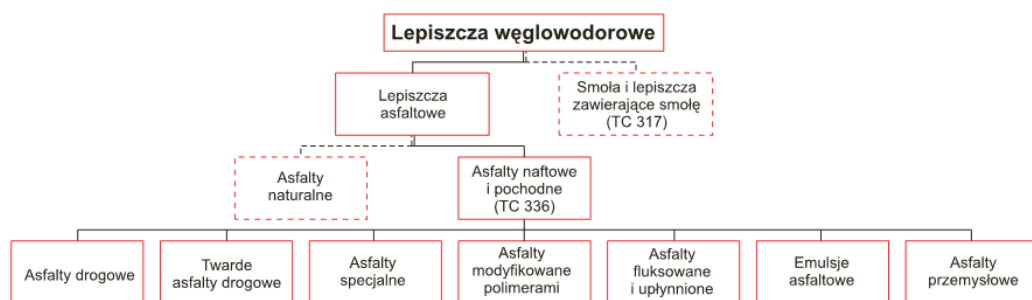 Lepiszcza węglowodorowe
Lepiszcza
asfaltowe
Smoła i lepiszcza
zawierające smołę
(TC 317)
Asfalty
naturalne
Asfalty naftowe
i pochodne
(TC 336)
Asfalty drogowe
Twarde
asfalty drogowe
Asfalty
specjalne
Asfalty
modyfikowane
polimerami
Asfalty
fluksowane
i upłynnione
Emulsje
asfaltowe
Asfalty
przemysłowe